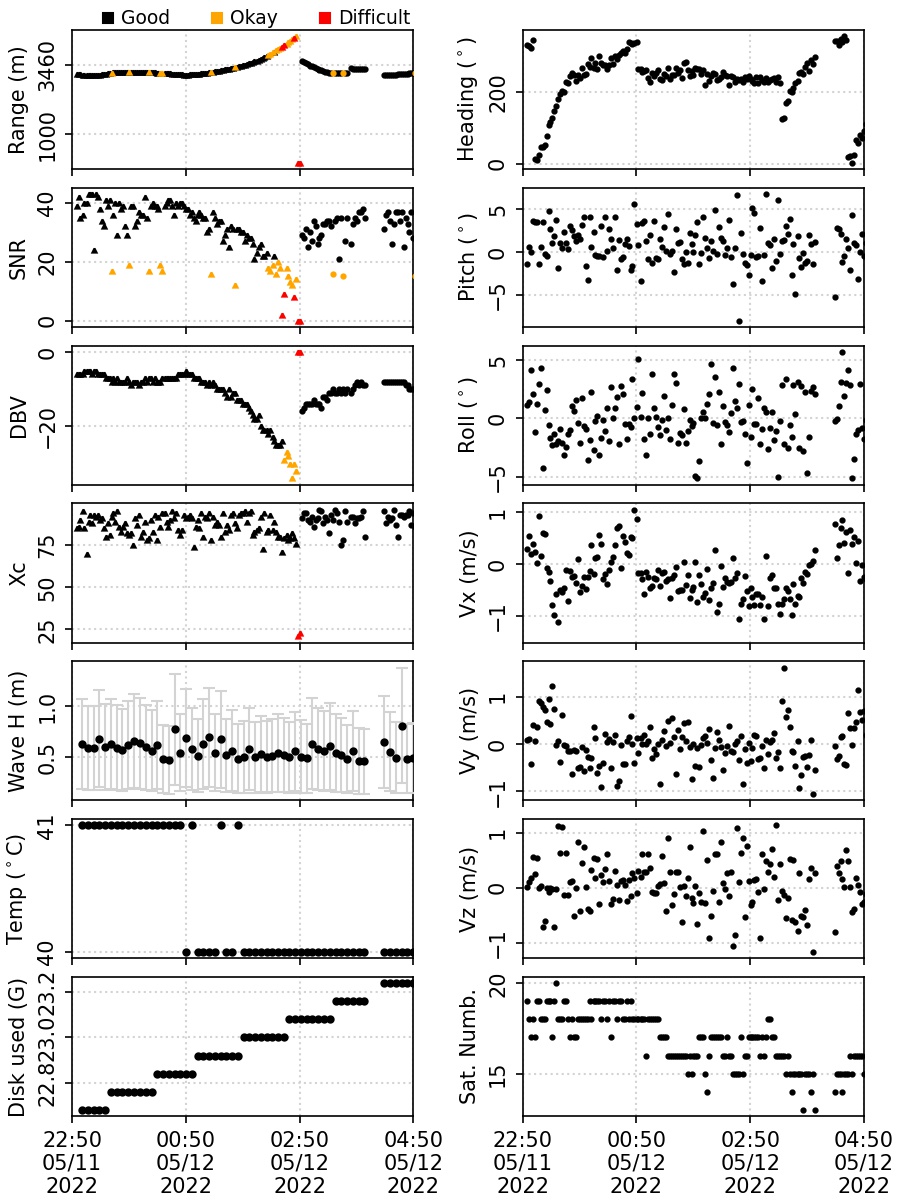 Good Okay Difficult
Range (m)
3460
1000
Heading (°)
200
0
SNR
40
20
0
Pitch (°)
5
0
−5
DBV
0
−20
Roll (°)
5
0
−5
Xc
75
50
25
Vx (m/s)
1
0
−1
Wave H (m)
1.0
0.5
Vy (m/s)
1
0
−1
Temp (°C)
41
40
Vz (m/s)
1
0
−1
Disk used (G)
23.2
23.0
22.8
Sat. Numb.
20
15
22:50 00:50 02:50 04:50
05/11 05/12 05/12 05/12
2022 2022 2022 2022
22:50 00:50 02:50 04:50
05/11 05/12 05/12 05/12
2022 2022 2022 2022